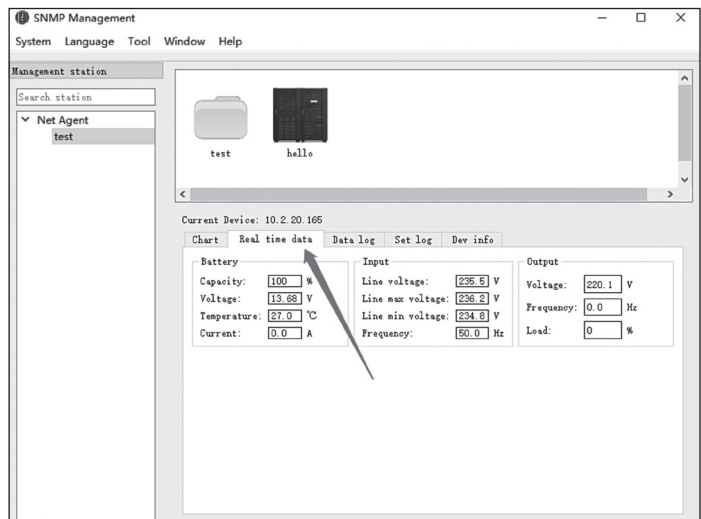 SNMP Management
System Language Tool Window Help
Management station
Search station
Net Agent
test
test hello
Current Device: 10.2.20.165
Chart Real time data Data log Set log Dev info
Battery
Capacity: 100 %
Voltage: 13.68 V
Temperature: 27.0 ℃
Current: 0.0 A
Input
Line voltage: 235.5 V
Line max voltage: 236.2 V
Line min voltage: 234.8 V
Frequency: 50.0 Hz
Output
Voltage: 220.1 V
Frequency: 0.0 Hz
Load: 0 %